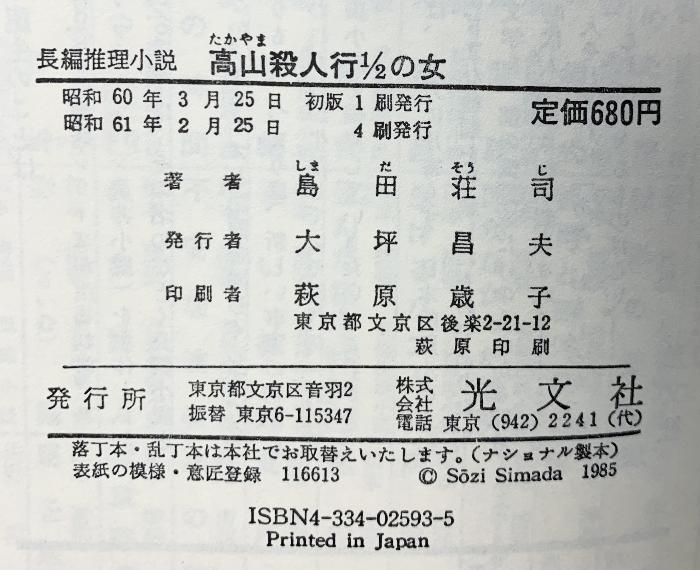 たかやま
長編推理小説 高山殺人行1/2の女
昭和60年3月25日 初版1刷発行
昭和61年2月25日 4刷発行
定価680円
しま だ そう じ
著者 島田荘司
発行者 大坪昌夫
印刷者 萩原歳子
東京都文京区後楽2-21-12
萩原印刷
発行所 東京都文京区音羽2 株式会社 光文社
振替 東京6-115347 電話 東京(942)2241(代)
落丁本・乱丁本は本社でお取替えいたします。(ナショナル製本)
表紙の模様・意匠登録 116613 © Sōzi Simada 1985
ISBN4-334-02593-5
Printed in Japan